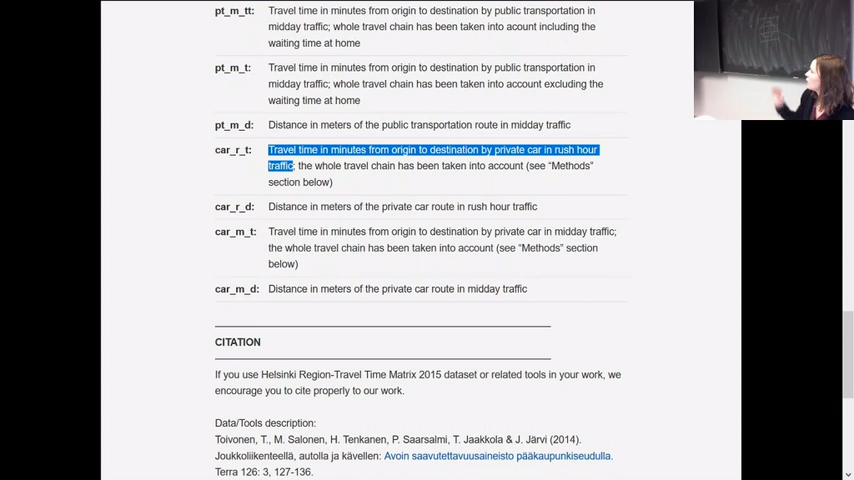 pt_m_tt: Travel time in minutes from origin to destination by public transportation in
midday traffic; whole travel chain has been taken into acount including the
waiting time at home
pt_m_t: Travel time in minutes from origin to destination by public transportation in
midday traffic; whole travel chain has been taken into account excluding the
waiting time at home
pt_m_d: Distance in meters of the public transportation route in midday traffic
car_r_t: Travel time in minutes from origin to destination by private car in rush hour
traffic; the whole travel chain has been taken into account (see “Methods”
section below)
car_r_d: Distance in meters of the private car route in rush hour traffic
car_m_t: Travel time in minutes from origin to destination by private car in midday traffic;
the whole travel chain has been taken into account (see “Methods” section
below)
car_m_d: Distance in meters of the private car route in midday traffic
CITATION
If you use Helsinki Region-Travel Time Matrix 2015 dataset or related tools in your work, we
encourage you to cite properly to our work.
Data/Tools description:
Toivonen, T., M. Salonen, H. Tenkanen, P. Saarsalmi, T. Jaakkola & J. Järvi (2014).
Joukkoliikenteellä, autolla ja kävellen: Avoin saavutettavuusaineisto pääkaupunkiseudulla.
Terra 126: 3, 127-136.